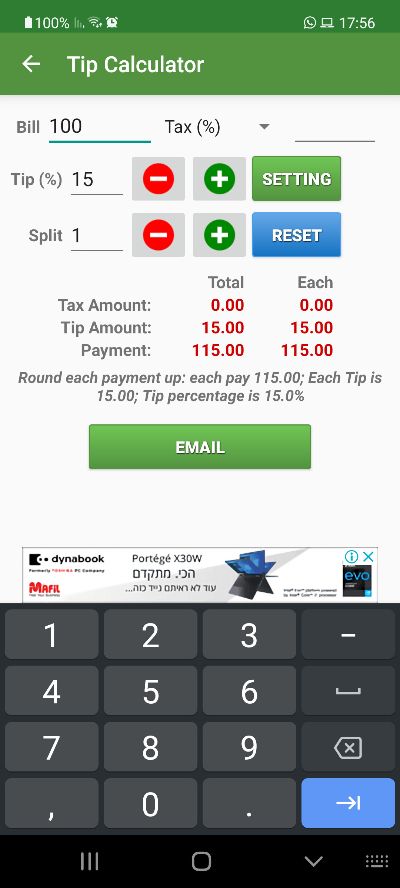 100% 17:56
Tip Calculator
Bill 100 Tax (%)
Tip (%) 15 SETTING
Split 1 RESET
Total Each
Tax Amount: 0.00 0.00
Tip Amount: 15.00 15.00
Payment: 115.00 115.00
Round each payment up: each pay 115.00; Each Tip is
15.00; Tip percentage is 15.0%
EMAIL
dynabook Portégé X30W
Formerly TOSHIBA PC Company
הכי. מתקדם
MAFIL עוד לא ראיתם נייד כזה...
evo
1 2 3 −
4 5 6
7 8 9
, 0 .